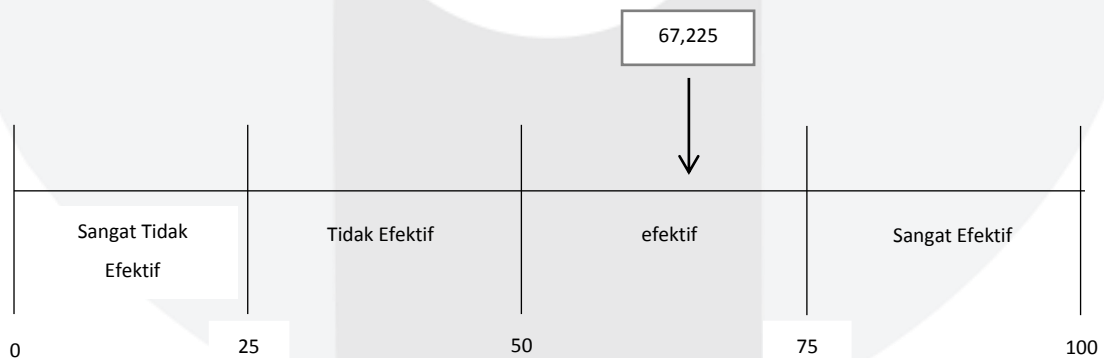 67,225
Sangat Tidak
Efektif
Tidak Efektif
efektif
Sangat Efektif
0
25
50
75
100